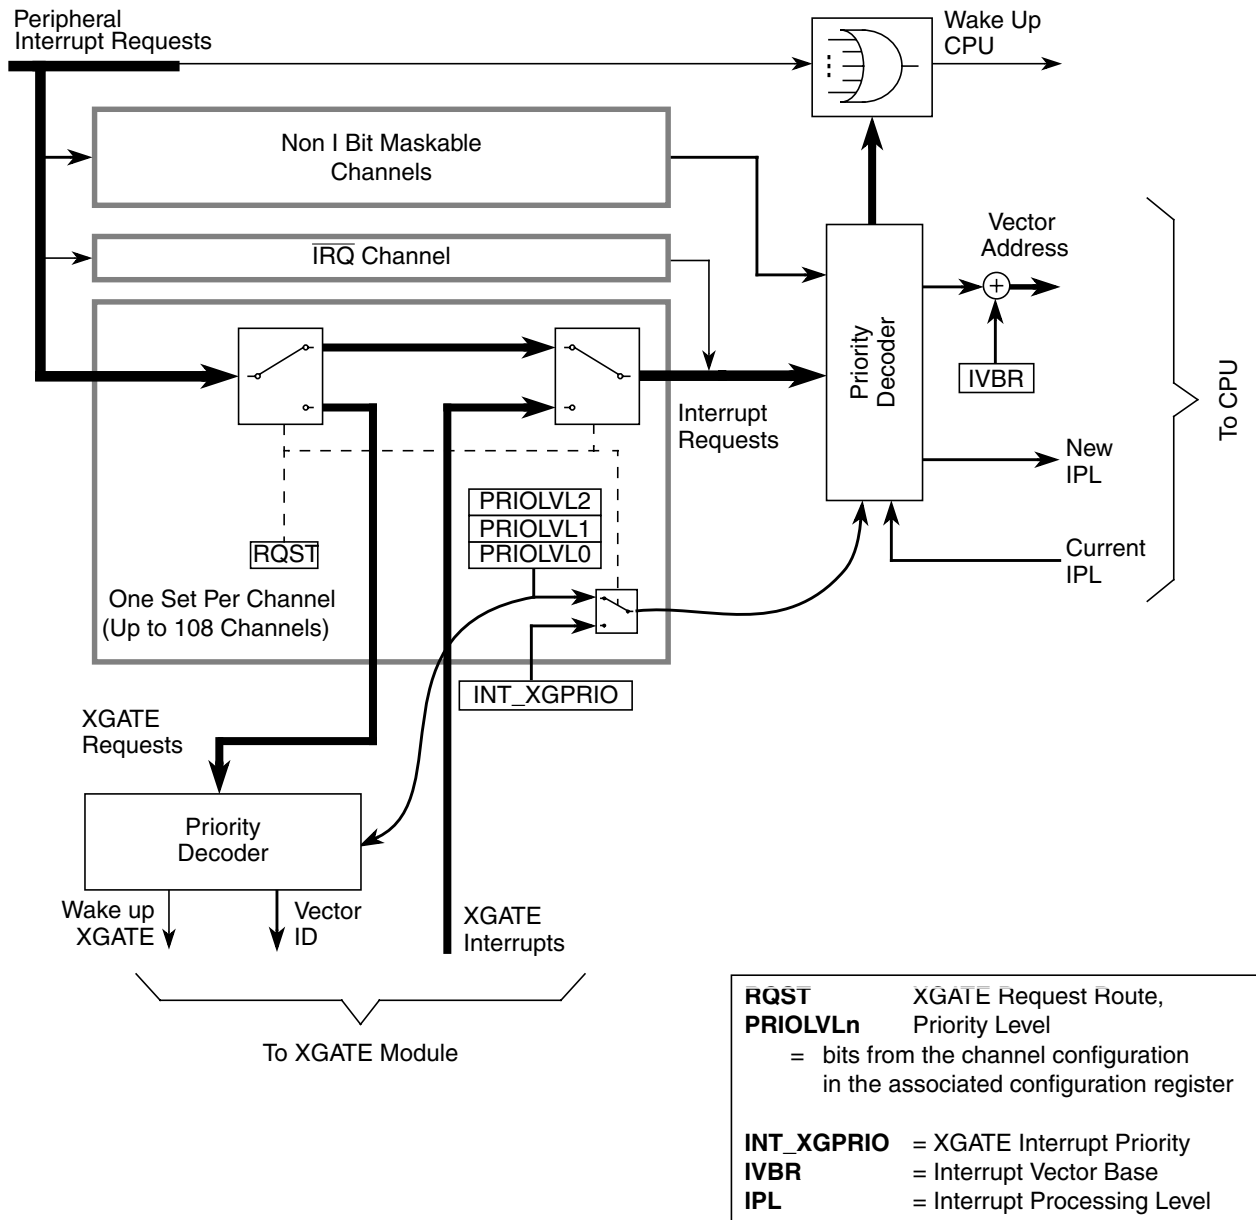 Peripheral
Interrupt Requests
Wake Up
CPU
Non I Bit Maskable
Channels
IRQ Channel
Vector
Address
Priority
Decoder
IVBR
To CPU
Interrupt
Requests
New
IPL
PRIOLVL2
PRIOLVL1
PRIOLVL0
RQST
Current
IPL
One Set Per Channel
(Up to 108 Channels)
INT_XGPRIO
XGATE
Requests
Priority
Decoder
Wake up
XGATE
Vector
ID
XGATE
Interrupts
To XGATE Module
RQST XGATE Request Route,
PRIOLVLn Priority Level
= bits from the channel configuration
in the associated configuration register
INT_XGPRIO = XGATE Interrupt Priority
IVBR = Interrupt Vector Base
IPL = Interrupt Processing Level